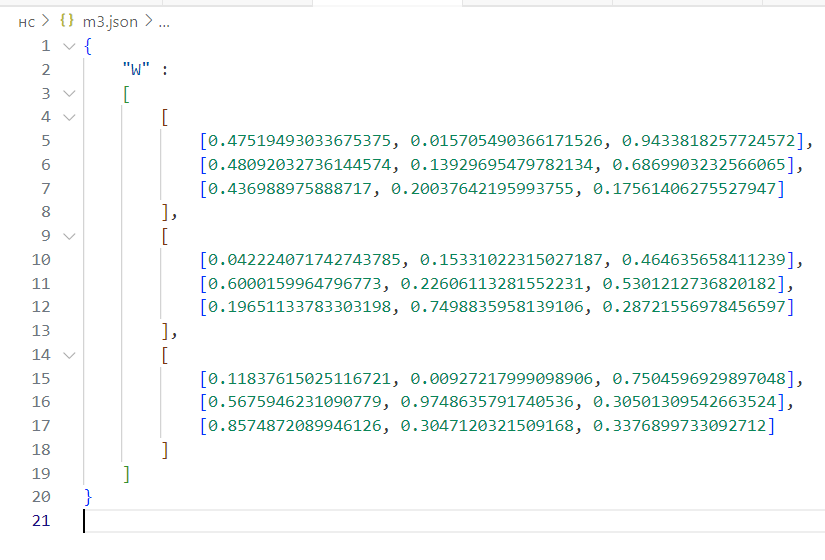 нс > {} m3.json > ...
1 {
2 "W" :
3 [
4 [
5 [0.47519493033675375, 0.015705490366171526, 0.9433818257724572],
6 [0.48092032736144574, 0.13929695479782134, 0.6869903232566065],
7 [0.436988975888717, 0.20037642195993755, 0.17561406275527947]
8 ],
9 [
10 [0.042224071742743785, 0.15331022315027187, 0.464635658411239],
11 [0.6000159964796773, 0.22606113281552231, 0.5301212736820182],
12 [0.19651133783303198, 0.7498835958139106, 0.28721556978456597]
13 ],
14 [
15 [0.11837615025116721, 0.00927217999098906, 0.7504596929897048],
16 [0.5675946231090779, 0.9748635791740536, 0.30501309542663524],
17 [0.8574872089946126, 0.3047120321509168, 0.3376899733092712]
18 ]
19 ]
20 }
21